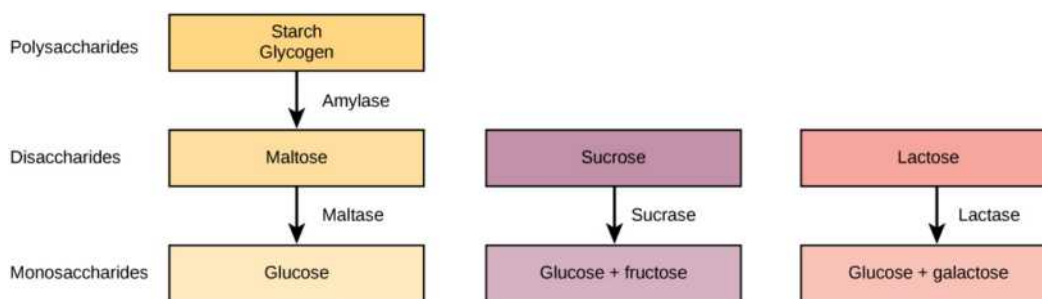 Polysaccharides
Starch
Glycogen
Amylase
Disaccharides
Maltose
Sucrose
Lactose
Maltase
Sucrase
Lactase
Monosaccharides
Glucose
Glucose + fructose
Glucose + galactose